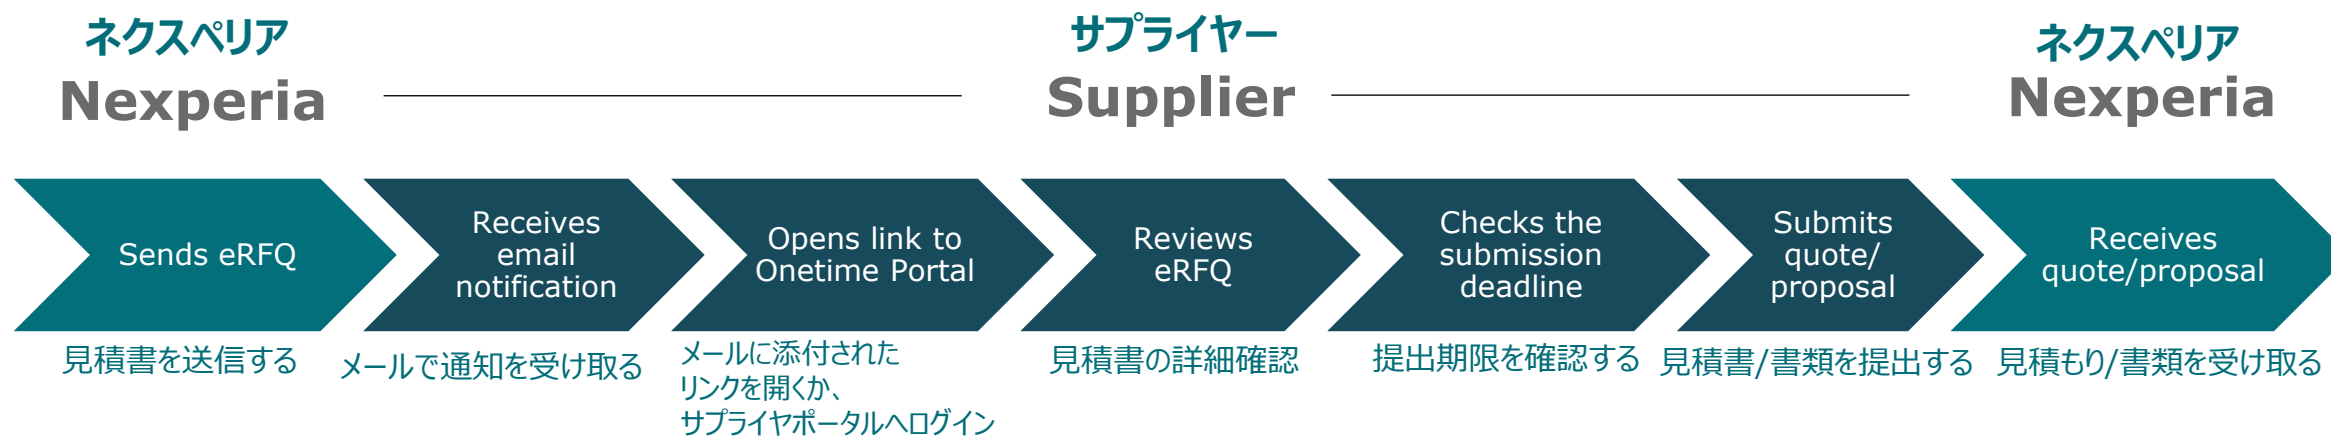 ネクスペリア
Nexperia
サプライヤー
Supplier
ネクスペリア
Nexperia
Sends eRFQ
Receives
email
notification
Opens link to
Onetime Portal
Reviews
eRFQ
Checks the
submission
deadline
Submits
quote/
proposal
Receives
quote/proposal
見積書を送信する
メールで通知を受け取る
メールに添付された
リンクを開くか、
サプライヤポータルへログイン
見積書の詳細確認
提出期限を確認する
見積書/書類を提出する
見積もり/書類を受け取る